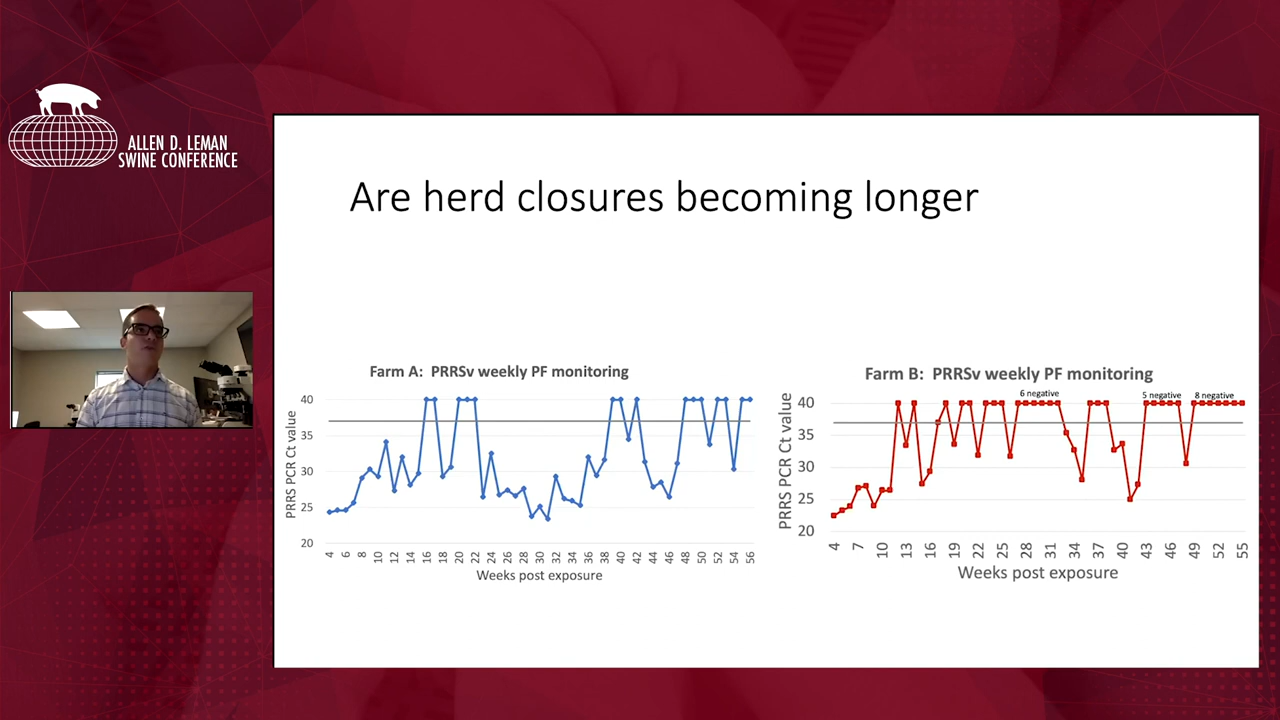 ALLEN D. LEMAN
SWINE CONFERENCE
Are herd closures becoming longer
Farm A: PRRSv weekly PF monitoring
PRRS PCR Ct value
40
35
30
25
20
4 6 8 10 12 14 16 18 20 22 24 26 28 30 32 34 36 38 40 42 44 46 48 50 52 54 56
Weeks post exposure
Farm B: PRRSv weekly PF monitoring
6 negative 5 negative 8 negative
PRRS PCR Ct value
40
35
30
25
20
4 7 10 13 16 19 22 25 28 31 34 37 40 43 46 49 52 55
Weeks post exposure